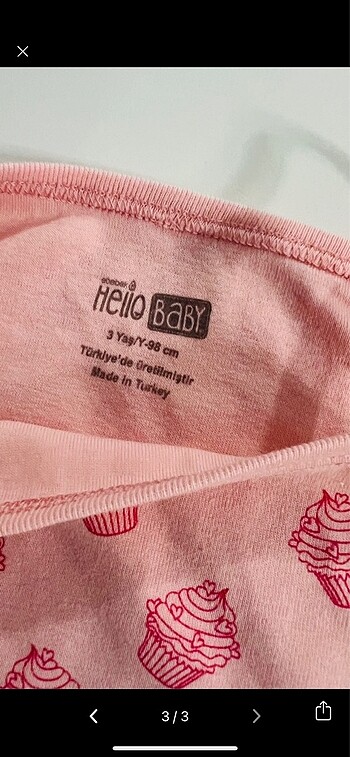 Hello BABY
3 Yaş/Y-98 cm
Türkiye'de Üretilmiştir
Made in Turkey
3 / 3